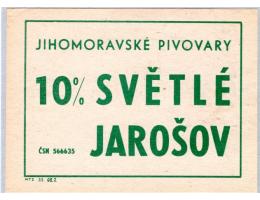 JIHOMORAVSKÉ PIVOVARY
10% SVĚTLÉ
ČSN 566635 JAROŠOV